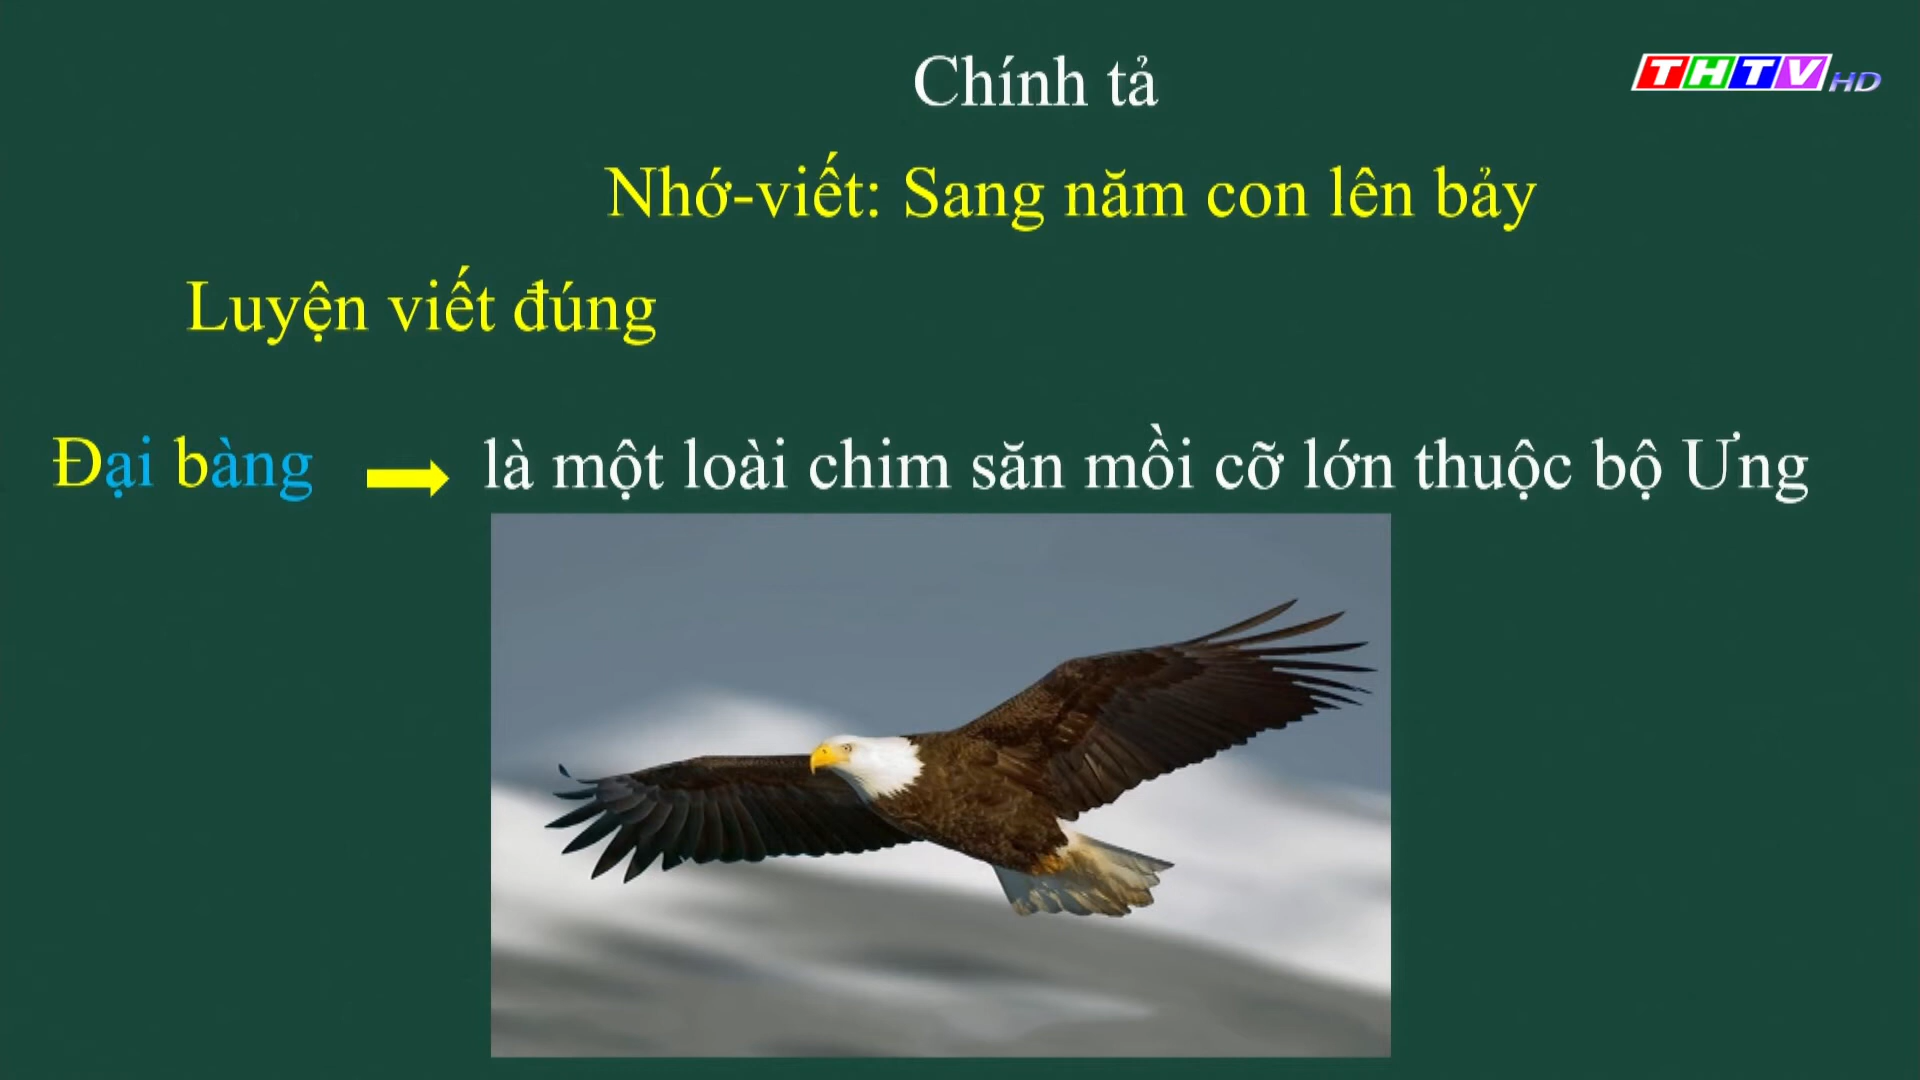 Chính tả
THTV HD
Nhớ-viết: Sang năm con lên bảy
Luyện viết đúng
Đại bàng là một loài chim săn mồi cỡ lớn thuộc bộ Ưng